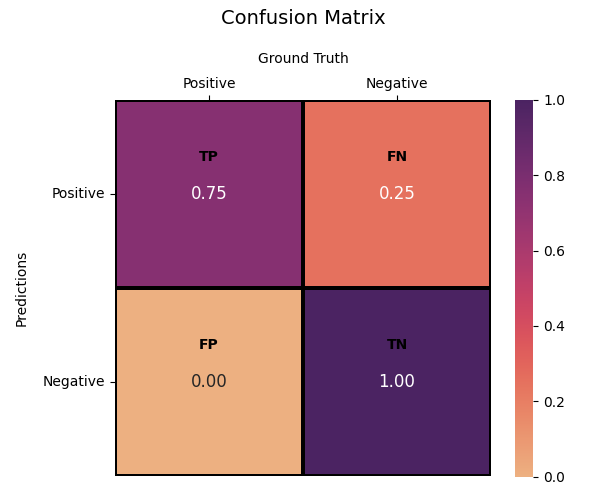 Confusion Matrix
Ground Truth
Positive Negative
1.0
0.8
0.6
0.4
0.2
0.0
Predictions
Positive
TP FN
0.75 0.25
Negative
FP TN
0.00 1.00